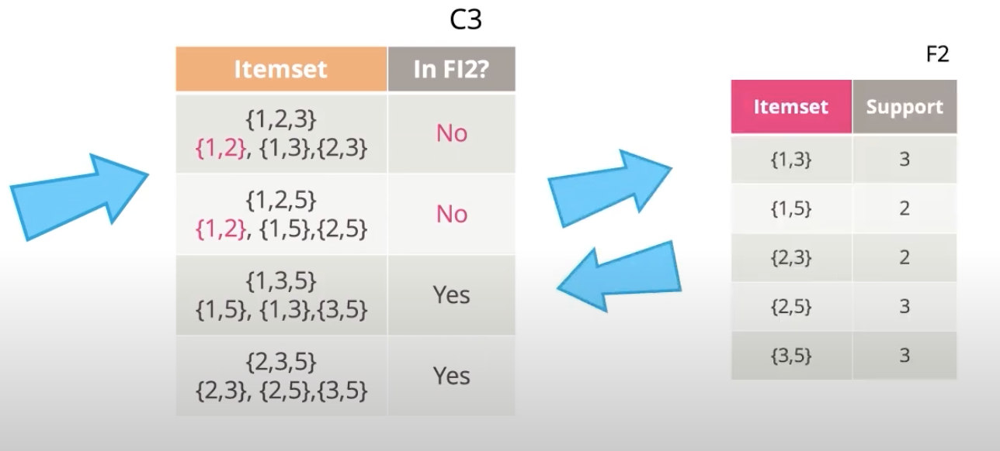 C3
Itemset In FI2?
{1,2,3}
{1,2}, {1,3},{2,3} No
{1,2,5}
{1,2}, {1,5},{2,5} No
{1,3,5}
{1,5}, {1,3},{3,5} Yes
{2,3,5}
{2,3}, {2,5},{3,5} Yes
F2
Itemset Support
{1,3} 3
{1,5} 2
{2,3} 2
{2,5} 3
{3,5} 3